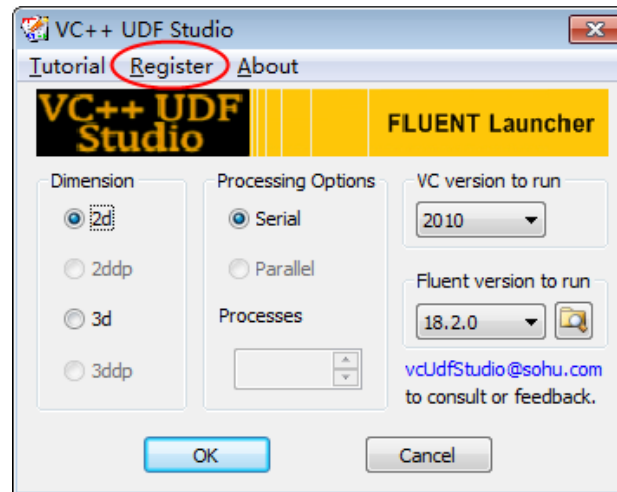 VC++ UDF Studio
Tutorial Register About
VC++ UDF
Studio
FLUENT Launcher
Dimension
2d
2ddp
3d
3ddp
Processing Options
Serial
Parallel
Processes
VC version to run
2010
Fluent version to run
18.2.0
vcUdfStudio@sohu.com
to consult or feedback.
OK
Cancel